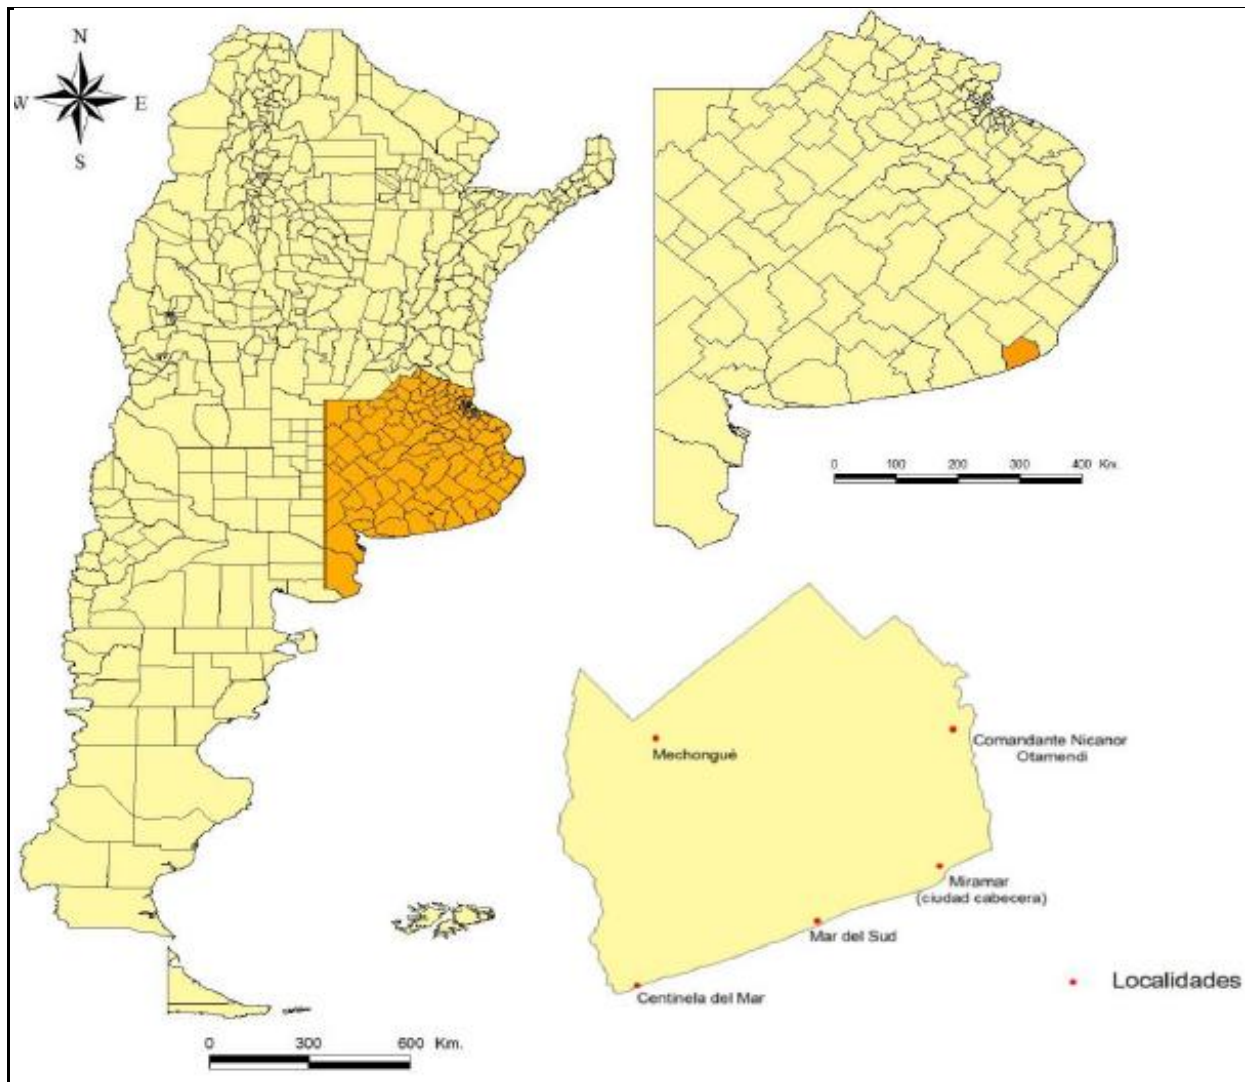 N
W
E
S
0 100 200 300 400 Km.
Mechongué
Comandante Nicanor
Otamendi
Miramar
(ciudad cabecera)
Mar del Sud
Centinela del Mar
Localidades
0 300 600 Km.